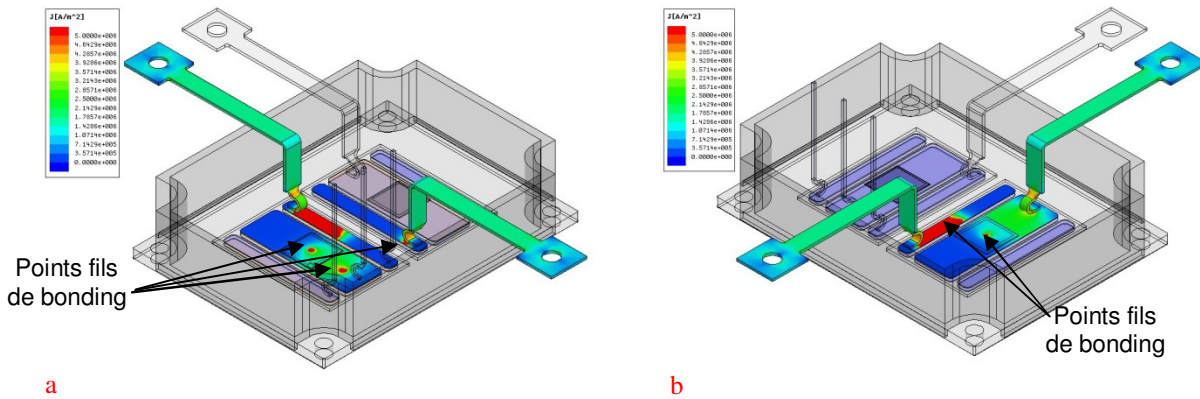 J[A/m^2]
5.0000e+006
4.6429e+006
4.2857e+006
3.9286e+006
3.5714e+006
3.2143e+006
2.8571e+006
2.5000e+006
2.1429e+006
1.7857e+006
1.4286e+006
1.0714e+006
7.1429e+005
3.5714e+005
0.0000e+000
Points fils
de bonding
a
b
J[A/m^2]
5.0000e+006
4.6429e+006
4.2857e+006
3.9286e+006
3.5714e+006
3.2143e+006
2.8571e+006
2.5000e+006
2.1429e+006
1.7857e+006
1.4286e+006
1.0714e+006
7.1429e+005
3.5714e+005
0.0000e+000
Points fils
de bonding